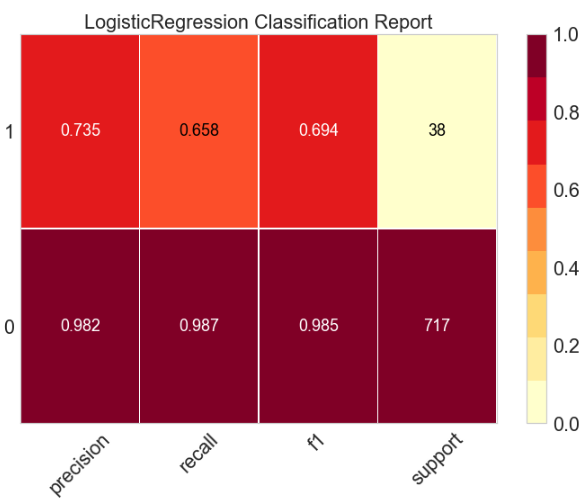 LogisticRegression Classification Report
1.0
1 0.735 0.658 0.694 38
0.8
0.6
0.4
0 0.982 0.987 0.985 717
0.2
0.0
precision recall f1 support